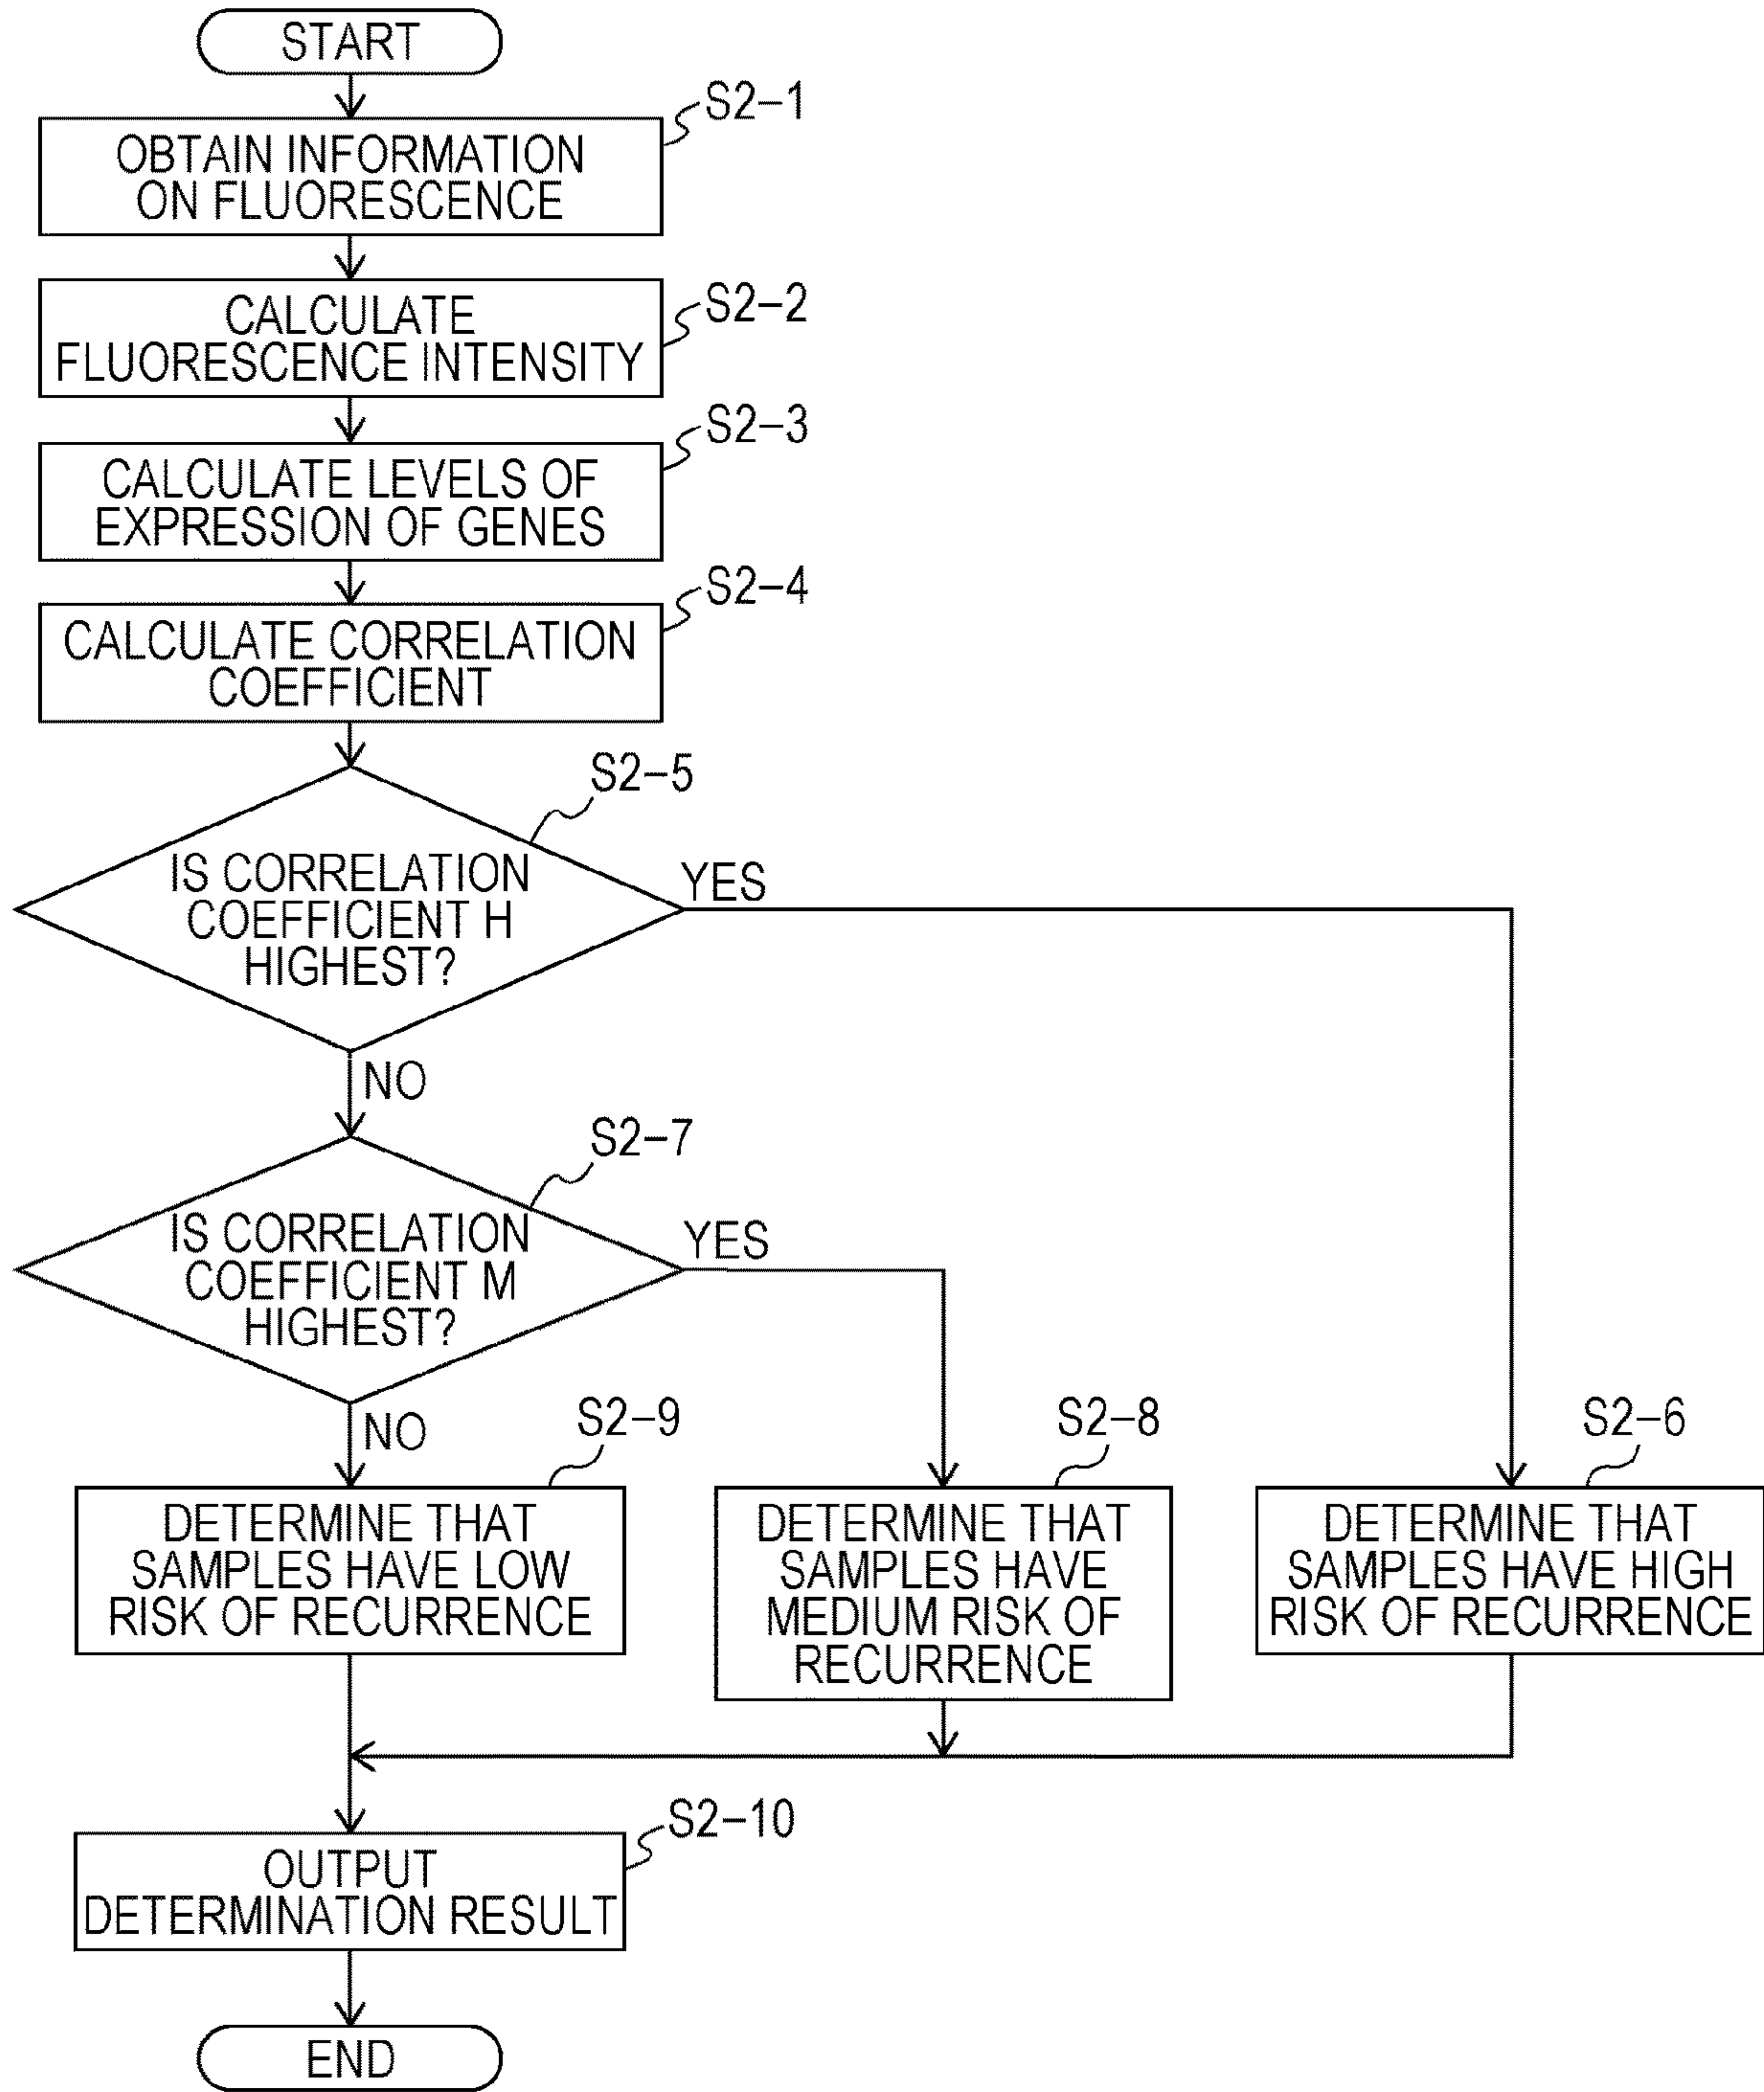 START
S2-1
OBTAIN INFORMATION
ON FLUORESCENCE
S2-2
CALCULATE
FLUORESCENCE INTENSITY
S2-3
CALCULATE LEVELS OF
EXPRESSION OF GENES
S2-4
CALCULATE CORRELATION
COEFFICIENT
S2-5
IS CORRELATION
COEFFICIENT H
HIGHEST?
YES
NO
S2-7
IS CORRELATION
COEFFICIENT M
HIGHEST?
YES
NO
S2-9
DETERMINE THAT
SAMPLES HAVE LOW
RISK OF RECURRENCE
S2-8
DETERMINE THAT
SAMPLES HAVE
MEDIUM RISK OF
RECURRENCE
S2-6
DETERMINE THAT
SAMPLES HAVE HIGH
RISK OF RECURRENCE
S2-10
OUTPUT
DETERMINATION RESULT
END